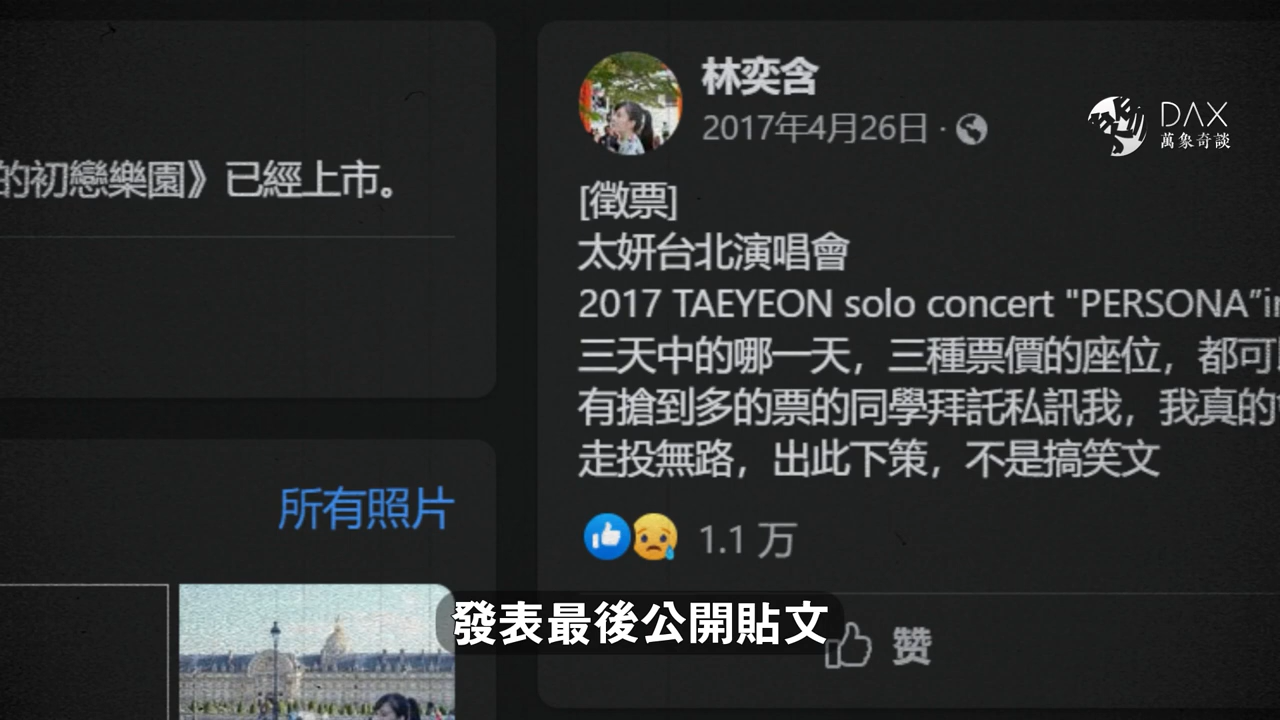 的初戀樂園》已經上市。
所有照片
林奕含
2017年4月26日
[徵票]
太妍台北演唱會
2017 TAEYEON solo concert "PERSONA"in
三天中的哪一天，三種票價的座位，都可
有搶到多的票的同學拜託私訊我，我真的
走投無路，出此下策，不是搞笑文
1.1 万
赞
DAX
萬象奇談
發表最後公開貼文